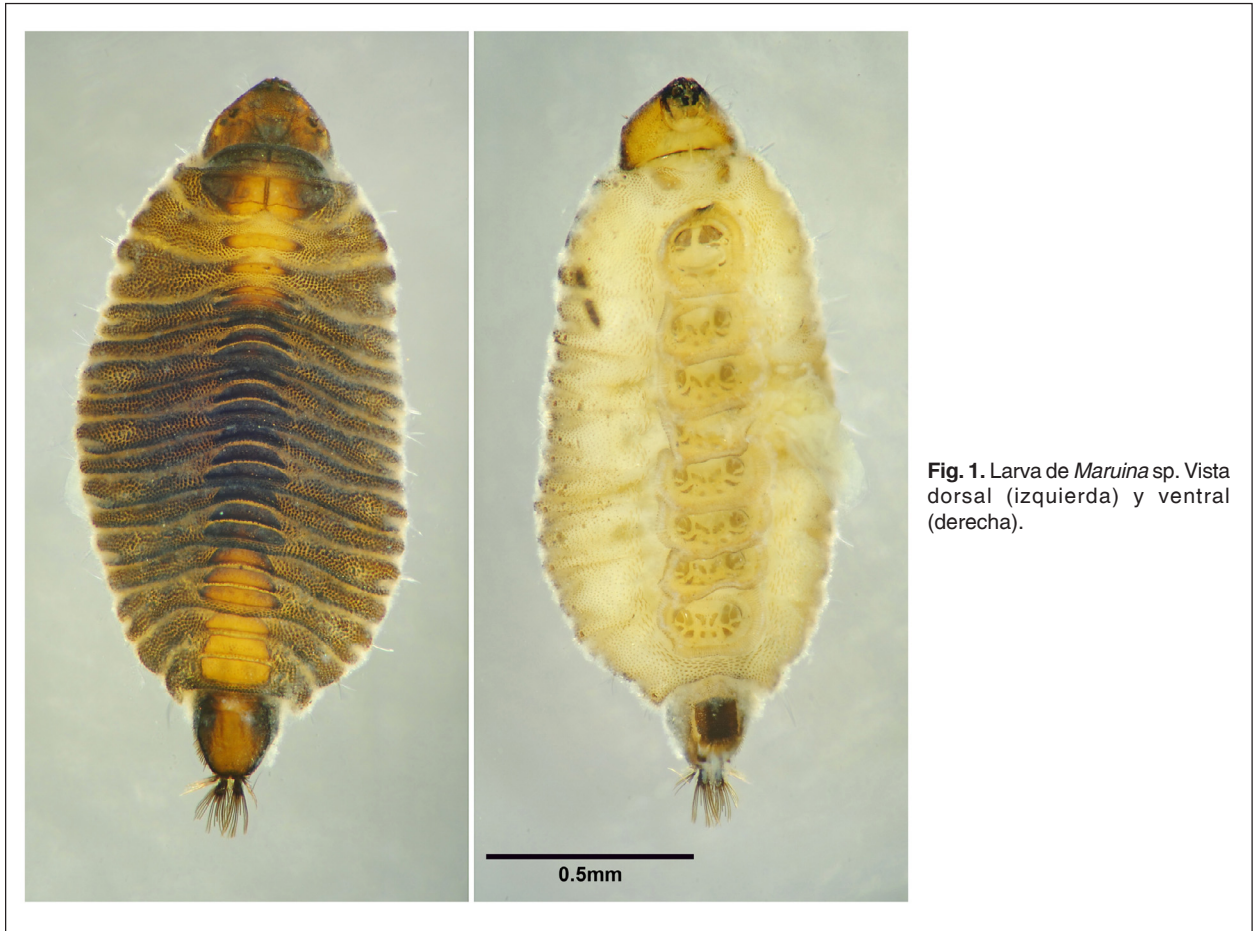 0.5mm
Fig. 1. Larva de Maruina sp. Vista
dorsal (izquierda) y ventral
(derecha).